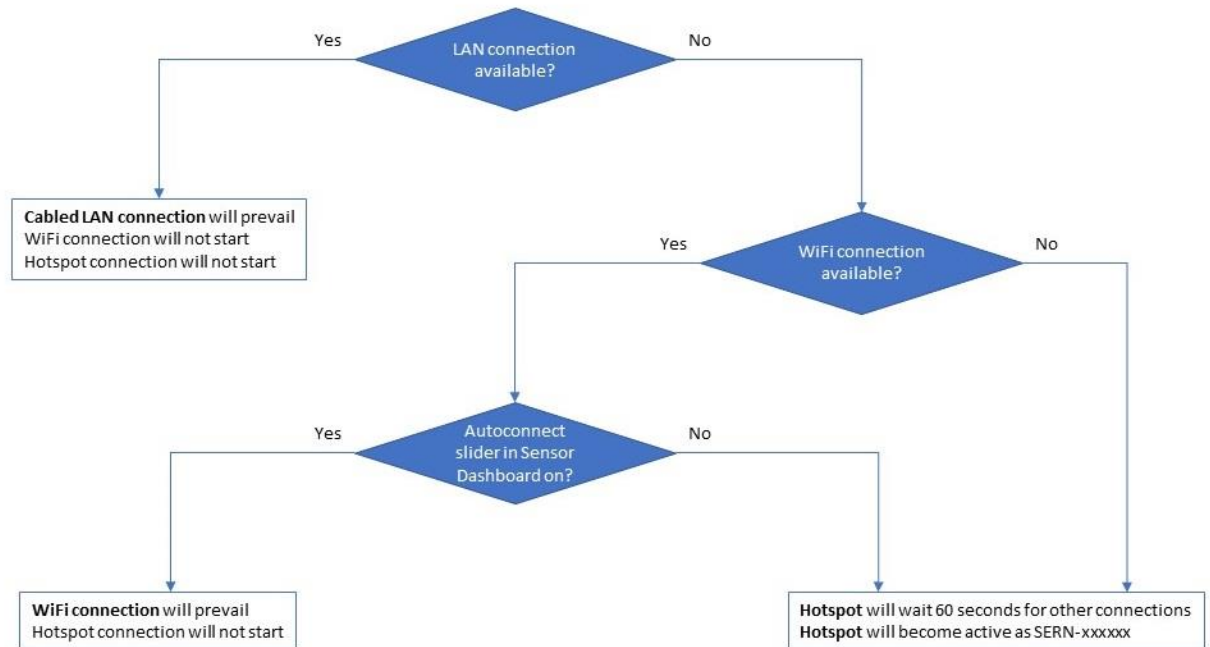 Yes
LAN connection
available?
No
Cabled LAN connection will prevail
WiFi connection will not start
Hotspot connection will not start
Yes
WiFi connection
available?
No
Yes
Autoconnect
slider in Sensor
Dashboard on?
No
WiFi connection will prevail
Hotspot connection will not start
Hotspot will wait 60 seconds for other connections
Hotspot will become active as SERN-xxxxxx